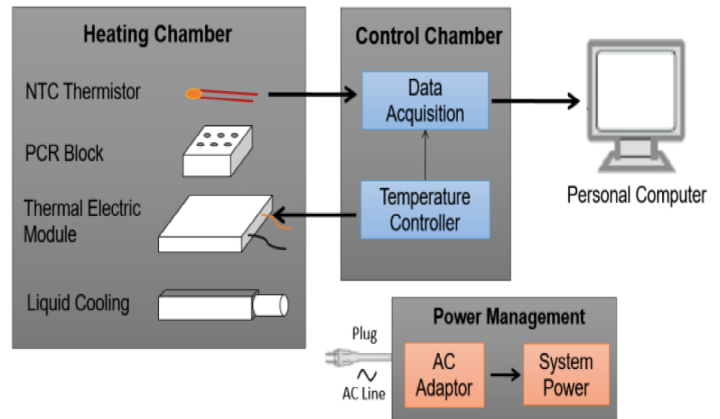 Heating Chamber
NTC Thermistor
PCR Block
Thermal Electric
Module
Liquid Cooling
Control Chamber
Data
Acquisition
Temperature
Controller
Personal Computer
Power Management
Plug
AC Line
AC
Adaptor
System
Power